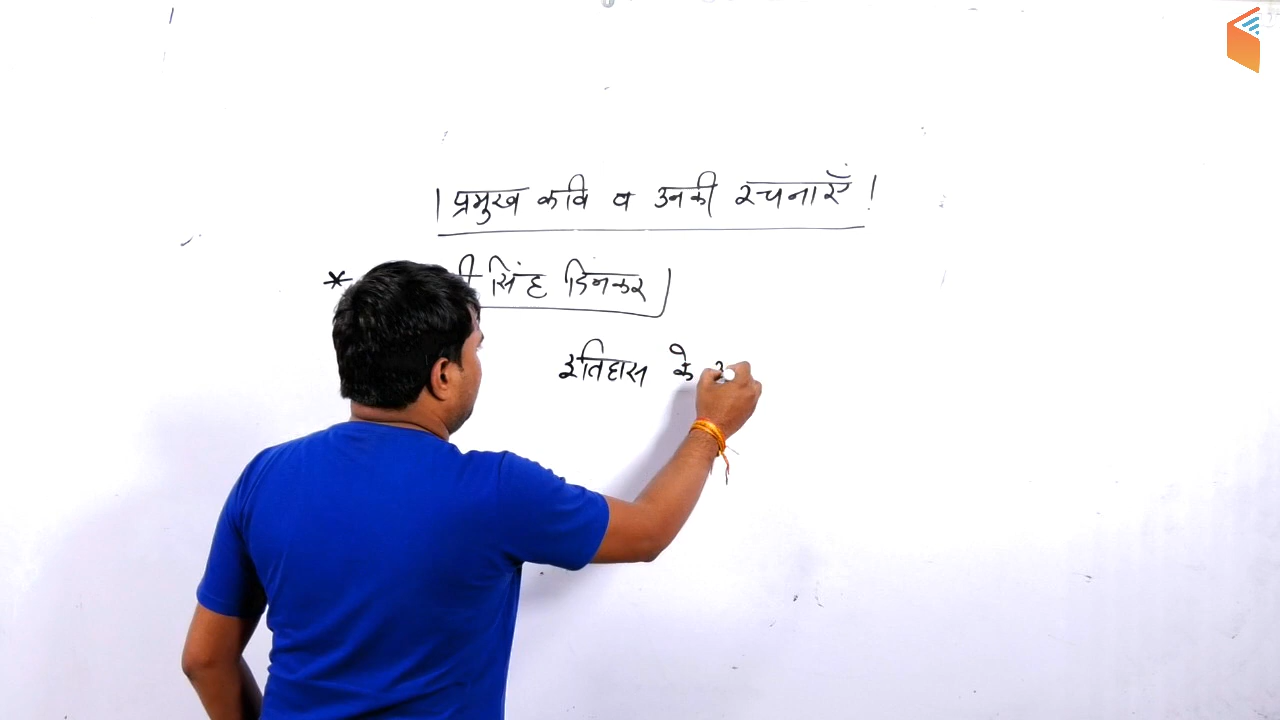 । प्रमुख कवि व उनकी रचनाएँ ।
* सिंह दिनकर
इतिहास के